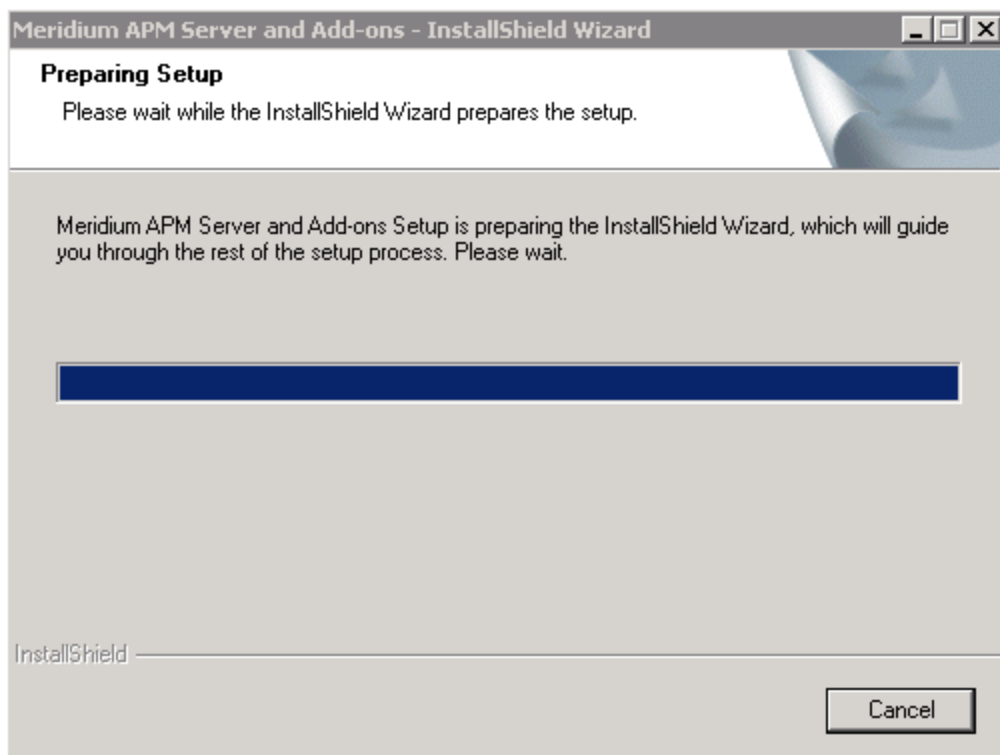 Meridium APM Server and Add-ons - InstallShield Wizard
Preparing Setup
Please wait while the InstallShield Wizard prepares the setup.
Meridium APM Server and Add-ons Setup is preparing the InstallShield Wizard, which will guide
you through the rest of the setup process. Please wait.
InstallShield
Cancel